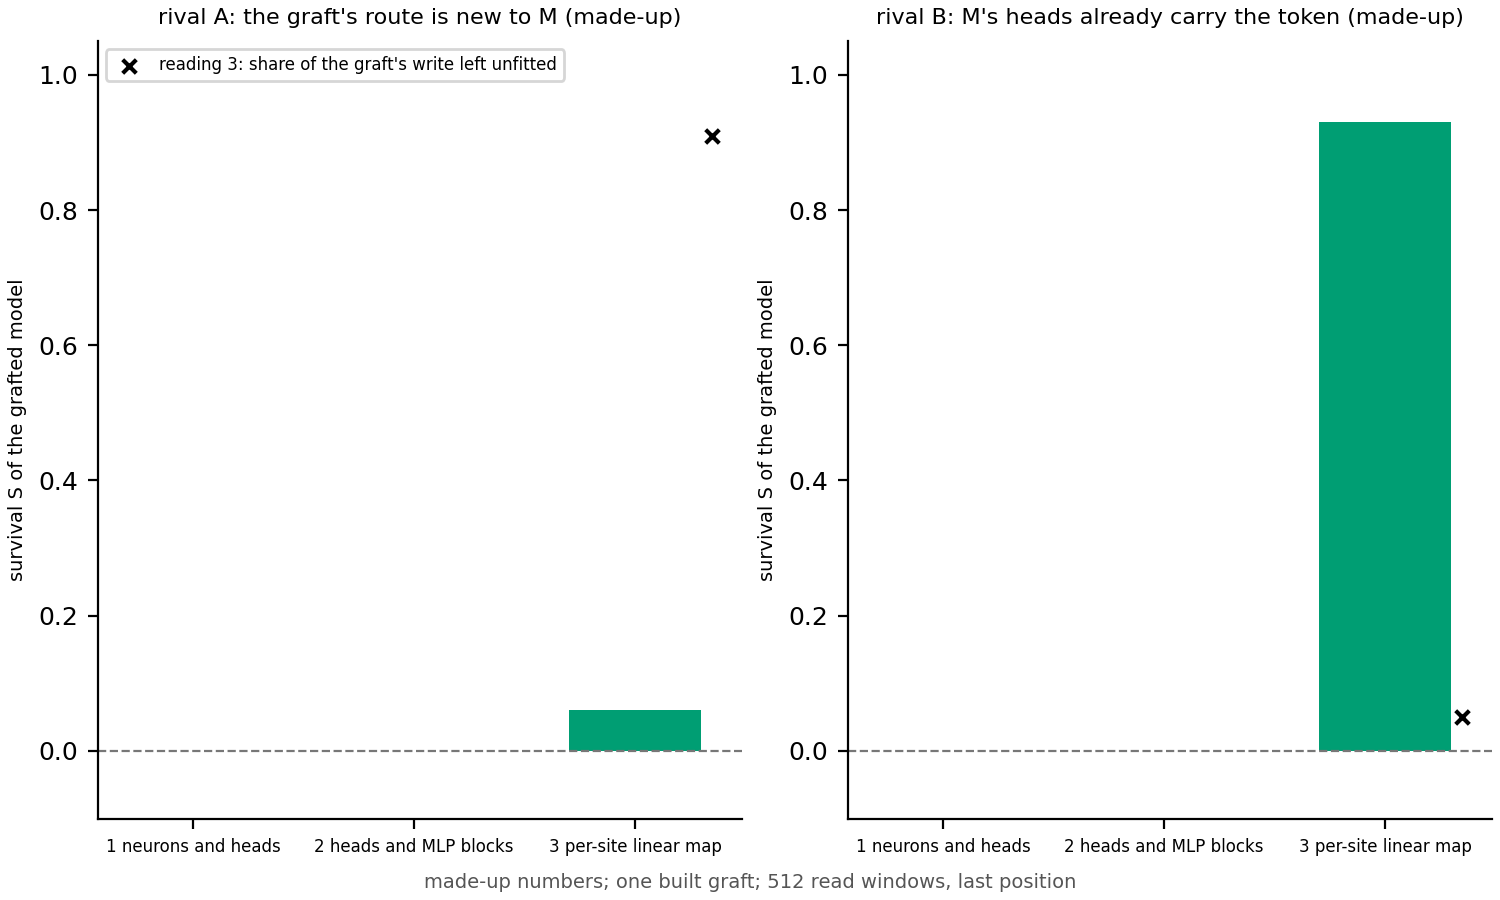 rival A: the graft's route is new to M (made-up)
reading 3: share of the graft's write left unfitted
survival S of the grafted model
1.0
0.8
0.6
0.4
0.2
0.0
1 neurons and heads
2 heads and MLP blocks
3 per-site linear map
rival B: M's heads already carry the token (made-up)
survival S of the grafted model
1.0
0.8
0.6
0.4
0.2
0.0
1 neurons and heads
2 heads and MLP blocks
3 per-site linear map
made-up numbers; one built graft; 512 read windows, last position